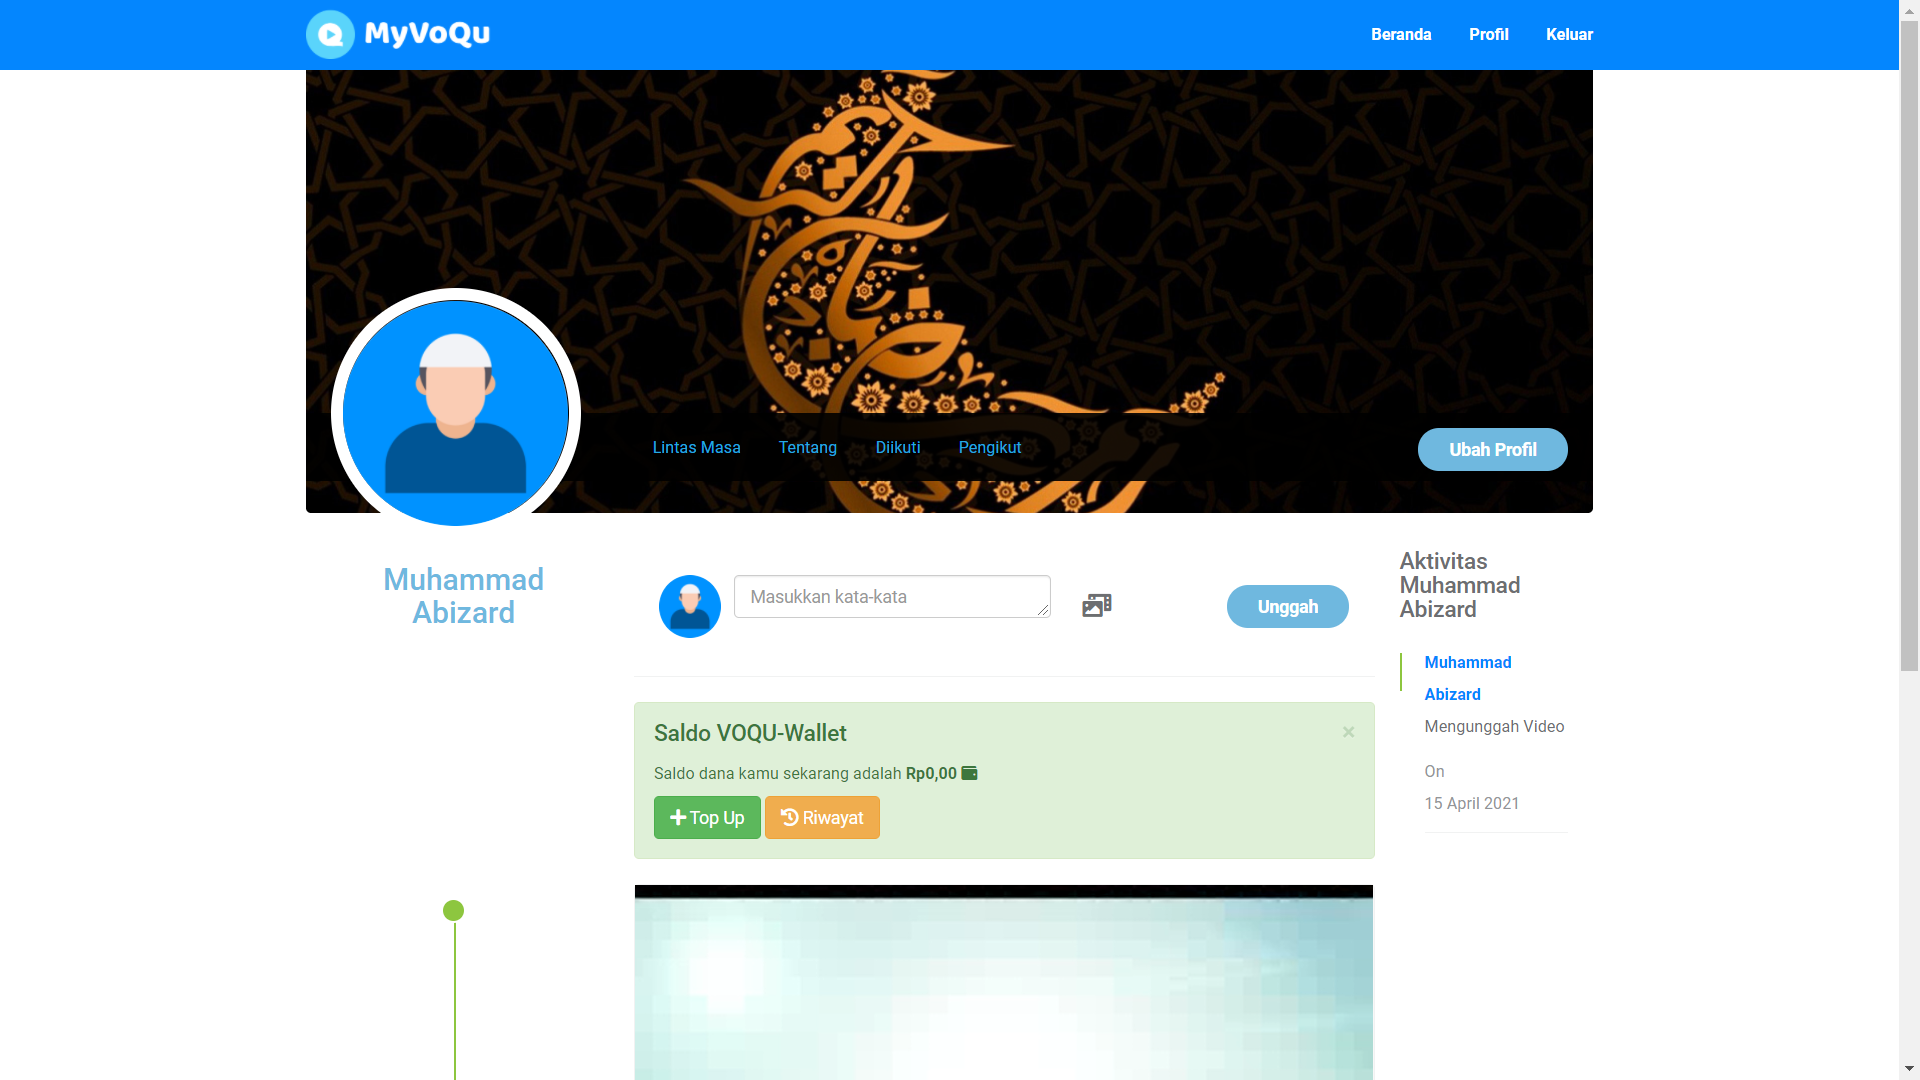 MyVoQu
Beranda Profil Keluar
Lintas Masa Tentang Diikuti Pengikut
Ubah Profil
Muhammad
Abizard
Masukkan kata-kata
Unggah
Saldo VOQU-Wallet
×
Saldo dana kamu sekarang adalah Rp0,00
Top Up Riwayat
Aktivitas
Muhammad
Abizard
Muhammad
Abizard
Mengunggah Video
On
15 April 2021